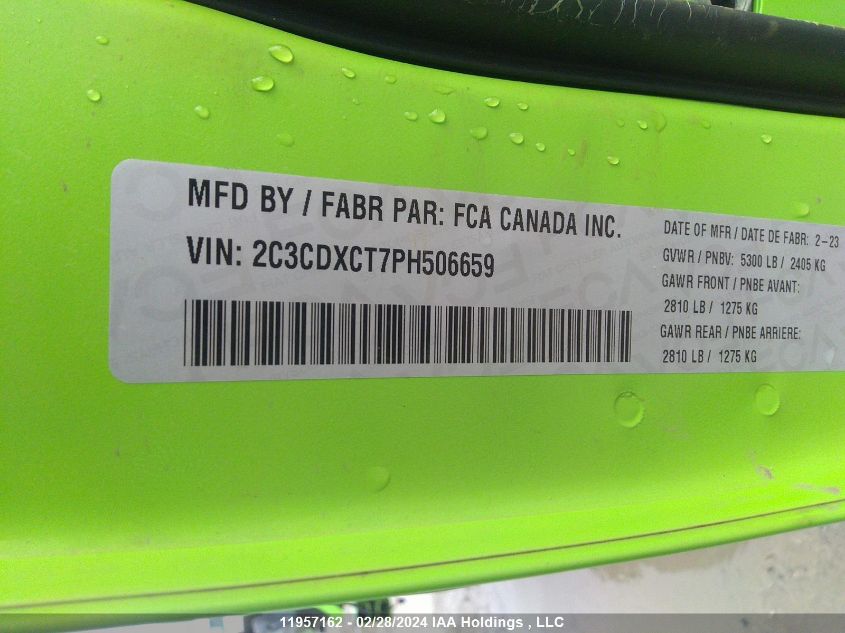 MFD BY / FABR PAR: FCA CANADA INC.
VIN: 2C3CDXCT7PH506659
DATE OF MFR / DATE DE FABR: 2-23
GVWR / PNBV: 5300 LB / 2405 KG
GAWR FRONT / PNBE AVANT:
2810 LB / 1275 KG
GAWR REAR / PNBE ARRIERE:
2810 LB / 1275 KG
11957162 - 02/28/2024 IAA Holdings , LLC